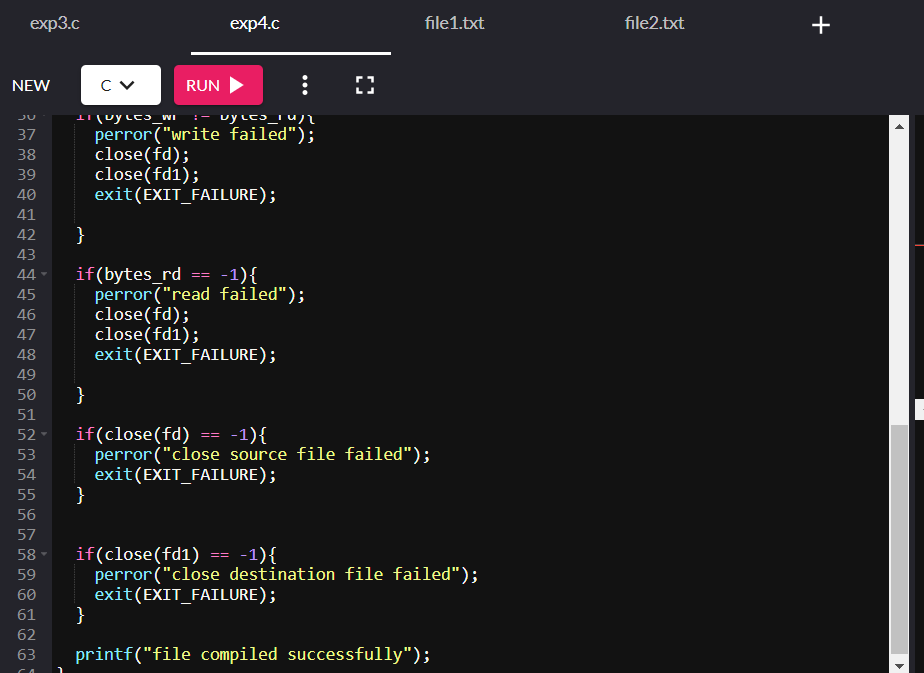 exp3.c exp4.c file1.txt file2.txt +
NEW C RUN
36 if(bytes_wr != bytes_rd){
37 perror("write failed");
38 close(fd);
39 close(fd1);
40 exit(EXIT_FAILURE);
41
42 }
43
44 if(bytes_rd == -1){
45 perror("read failed");
46 close(fd);
47 close(fd1);
48 exit(EXIT_FAILURE);
49
50 }
51
52 if(close(fd) == -1){
53 perror("close source file failed");
54 exit(EXIT_FAILURE);
55 }
56
57
58 if(close(fd1) == -1){
59 perror("close destination file failed");
60 exit(EXIT_FAILURE);
61 }
62
63 printf("file compiled successfully");
64 }